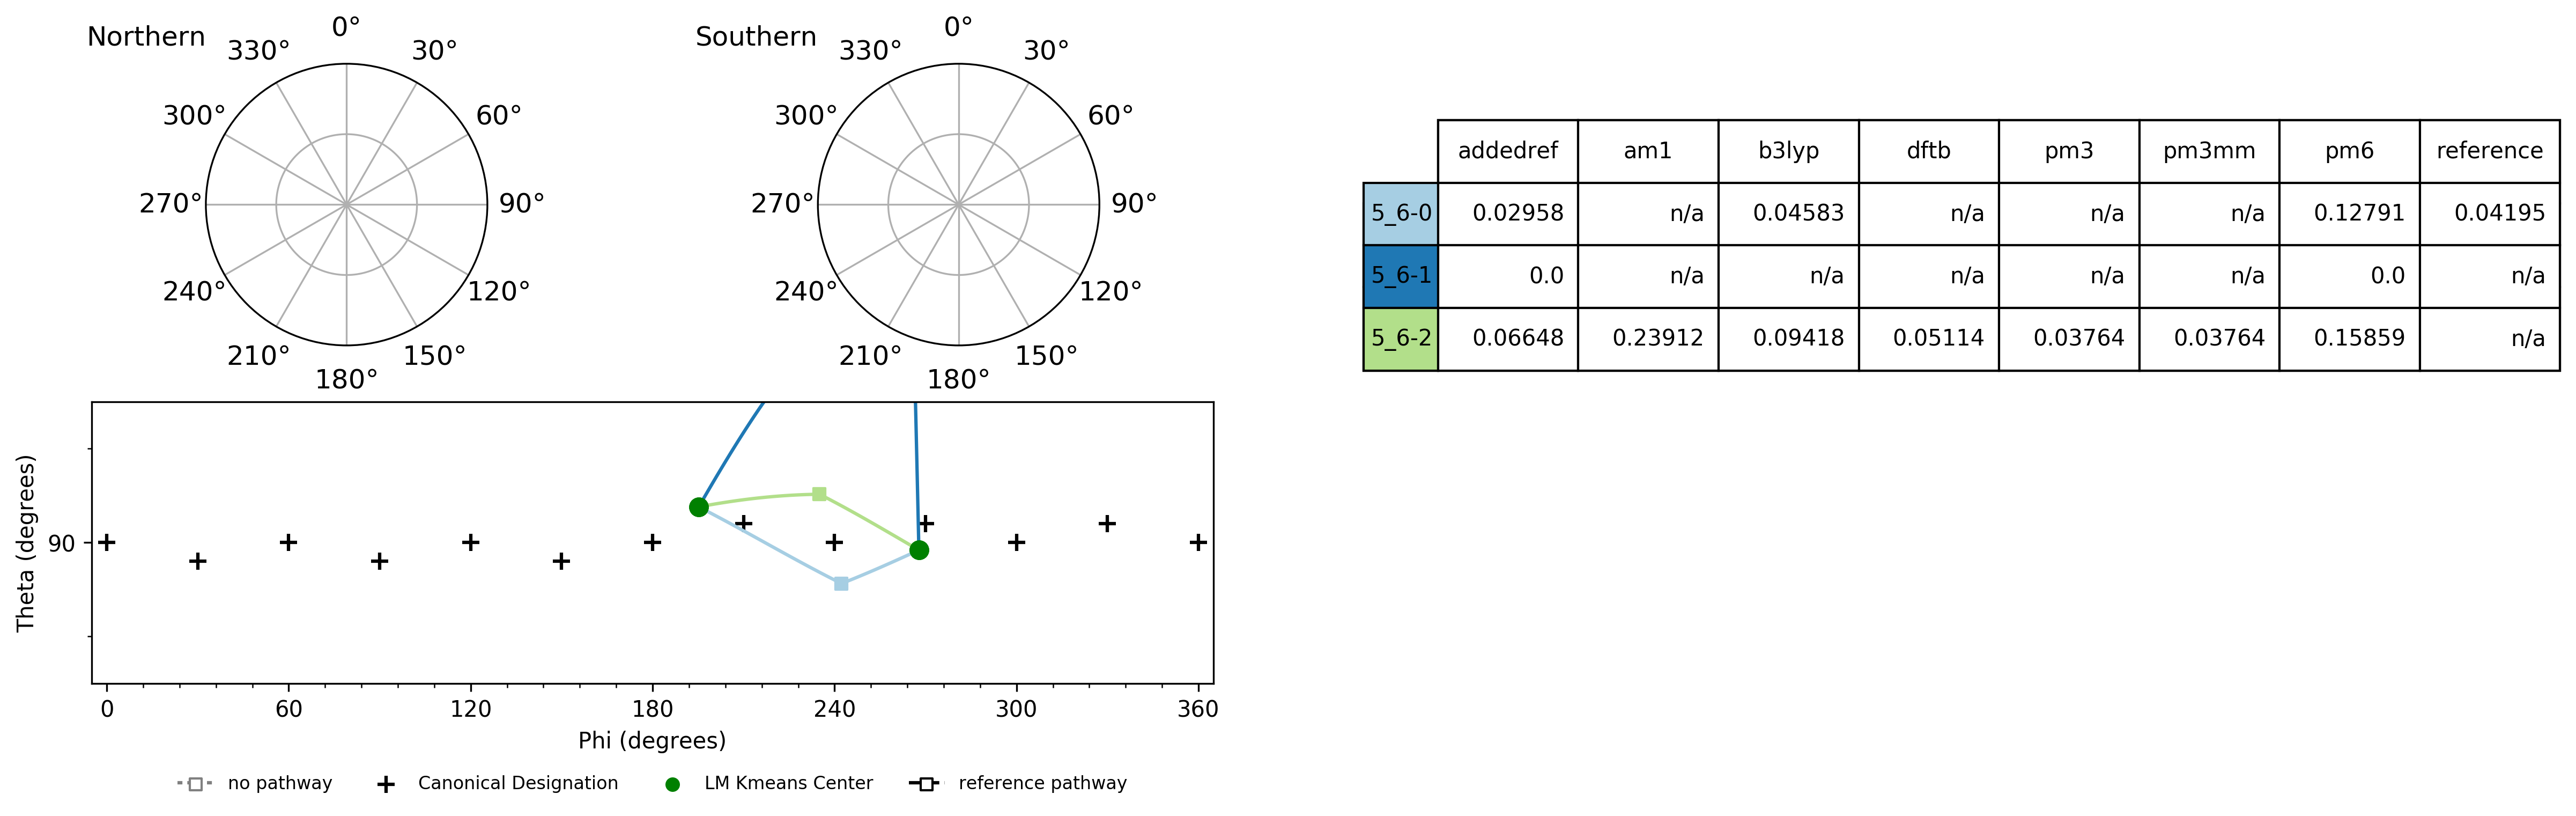 Northern
0°
30°
60°
90°
120°
150°
180°
210°
240°
270°
300°
330°
Southern
0°
30°
60°
90°
120°
150°
180°
210°
240°
270°
300°
330°
addedref am1 b3lyp dftb pm3 pm3mm pm6 reference
5_6-0 0.02958 n/a 0.04583 n/a n/a n/a 0.12791 0.04195
5_6-1 0.0 n/a n/a n/a n/a n/a 0.0 n/a
5_6-2 0.06648 0.23912 0.09418 0.05114 0.03764 0.03764 0.15859 n/a
Theta (degrees)
90
0 60 120 180 240 300 360
Phi (degrees)
no pathway Canonical Designation LM Kmeans Center reference pathway